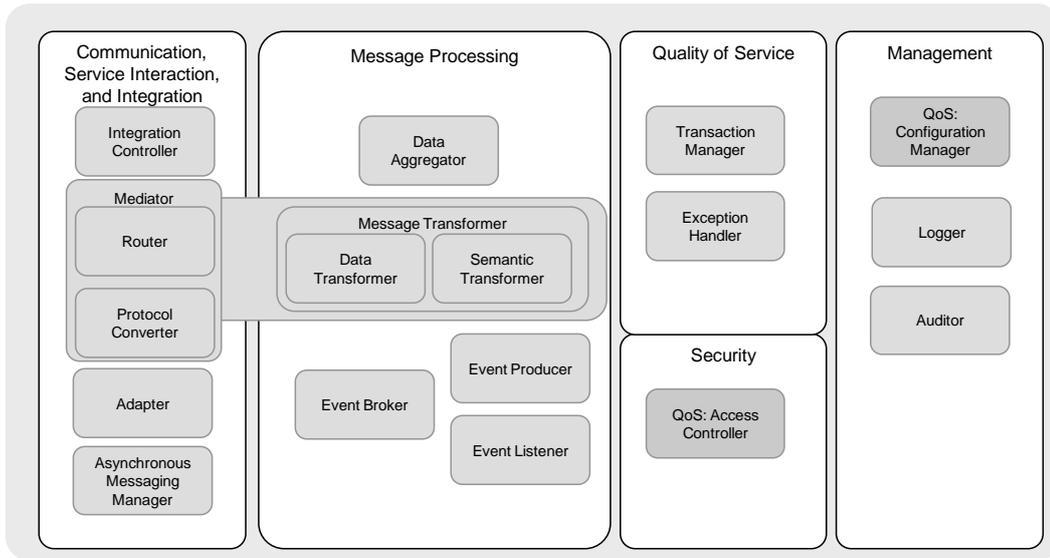 Communication,
Service Interaction,
and Integration
Integration
Controller
Mediator
Router
Protocol
Converter
Adapter
Asynchronous
Messaging
Manager
Message Processing
Data
Aggregator
Message Transformer
Data
Transformer
Semantic
Transformer
Event Broker
Event Producer
Event Listener
Quality of Service
Transaction
Manager
Exception
Handler
Security
QoS: Access
Controller
Management
QoS:
Configuration
Manager
Logger
Auditor